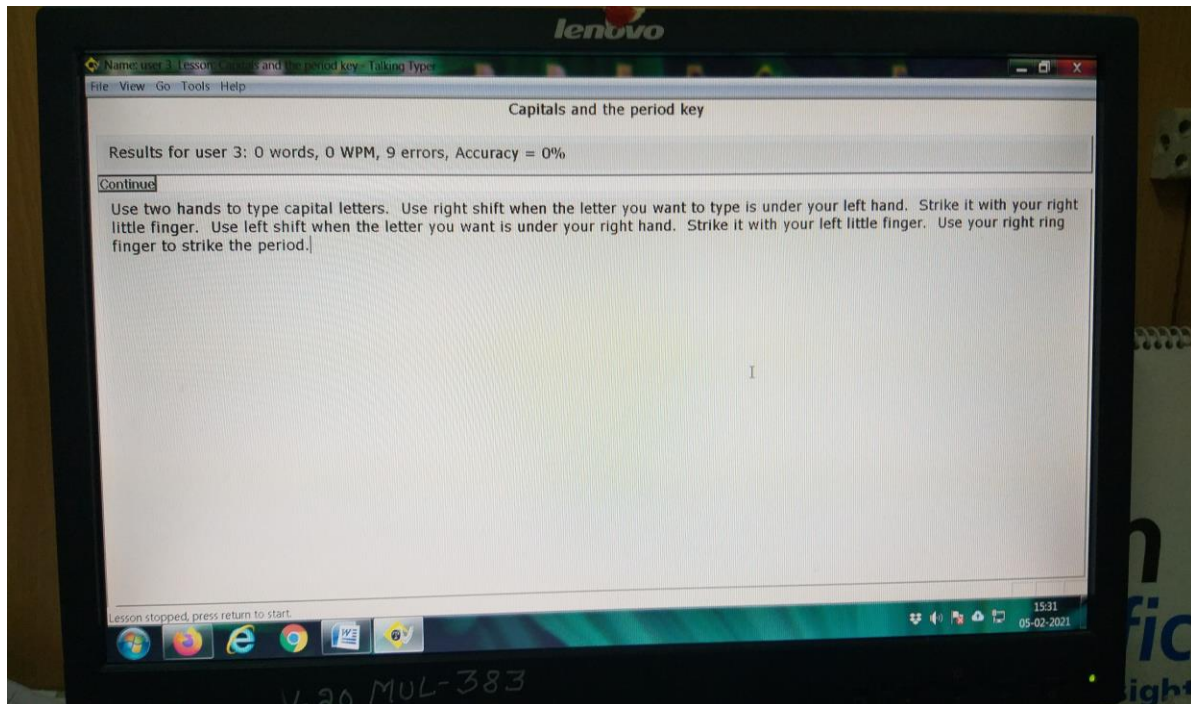 lenovo
Name: user 3. Lesson: Capitals and the period key - Talking Typer
File View Go Tools Help
Capitals and the period key
Results for user 3: 0 words, 0 WPM, 9 errors, Accuracy = 0%
Continue
Use two hands to type capital letters. Use right shift when the letter you want to type is under your left hand. Strike it with your right
little finger. Use left shift when the letter you want is under your right hand. Strike it with your left little finger. Use your right ring
finger to strike the period.
Lesson stopped, press return to start.
15:31
05-02-2021
MUL-383